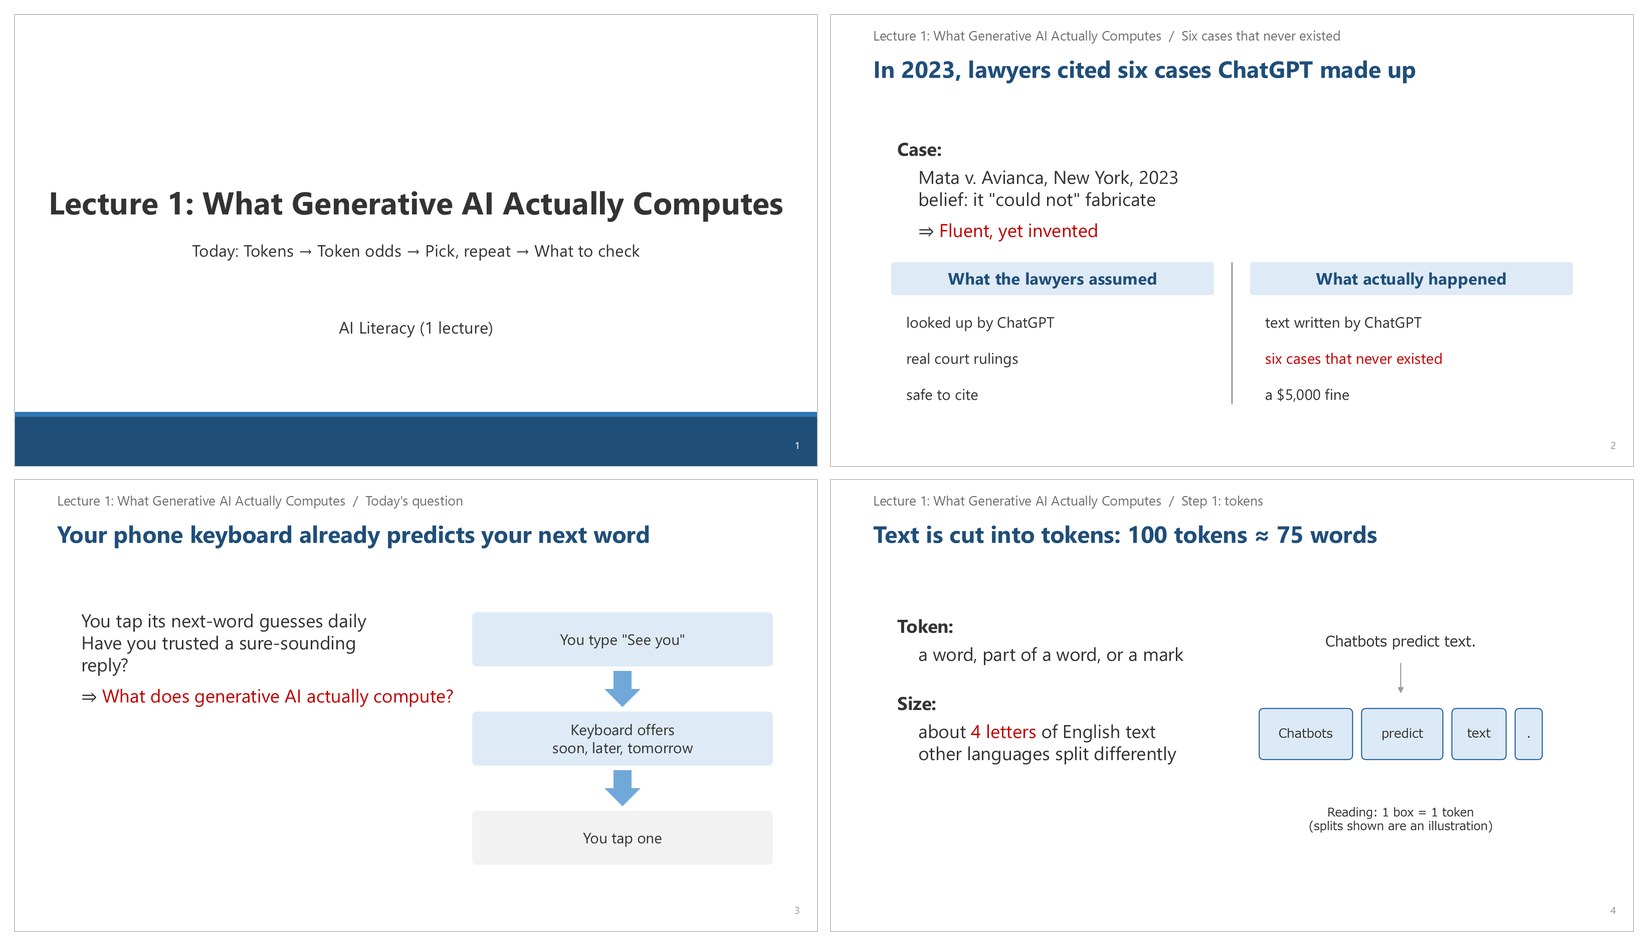 Lecture 1: What Generative AI Actually Computes
Today: Tokens → Token odds → Pick, repeat → What to check
AI Literacy (1 lecture)
1
Lecture 1: What Generative AI Actually Computes / Six cases that never existed
In 2023, lawyers cited six cases ChatGPT made up
Case:
Mata v. Avianca, New York, 2023
belief: it "could not" fabricate
⇒ Fluent, yet invented
What the lawyers assumed
looked up by ChatGPT
real court rulings
safe to cite
What actually happened
text written by ChatGPT
six cases that never existed
a $5,000 fine
2
Lecture 1: What Generative AI Actually Computes / Today's question
Your phone keyboard already predicts your next word
You tap its next-word guesses daily
Have you trusted a sure-sounding
reply?
⇒ What does generative AI actually compute?
You type "See you"
Keyboard offers
soon, later, tomorrow
You tap one
3
Lecture 1: What Generative AI Actually Computes / Step 1: tokens
Text is cut into tokens: 100 tokens ≈ 75 words
Token:
a word, part of a word, or a mark
Size:
about 4 letters of English text
other languages split differently
Chatbots predict text.
Chatbots predict text .
Reading: 1 box = 1 token
(splits shown are an illustration)
4